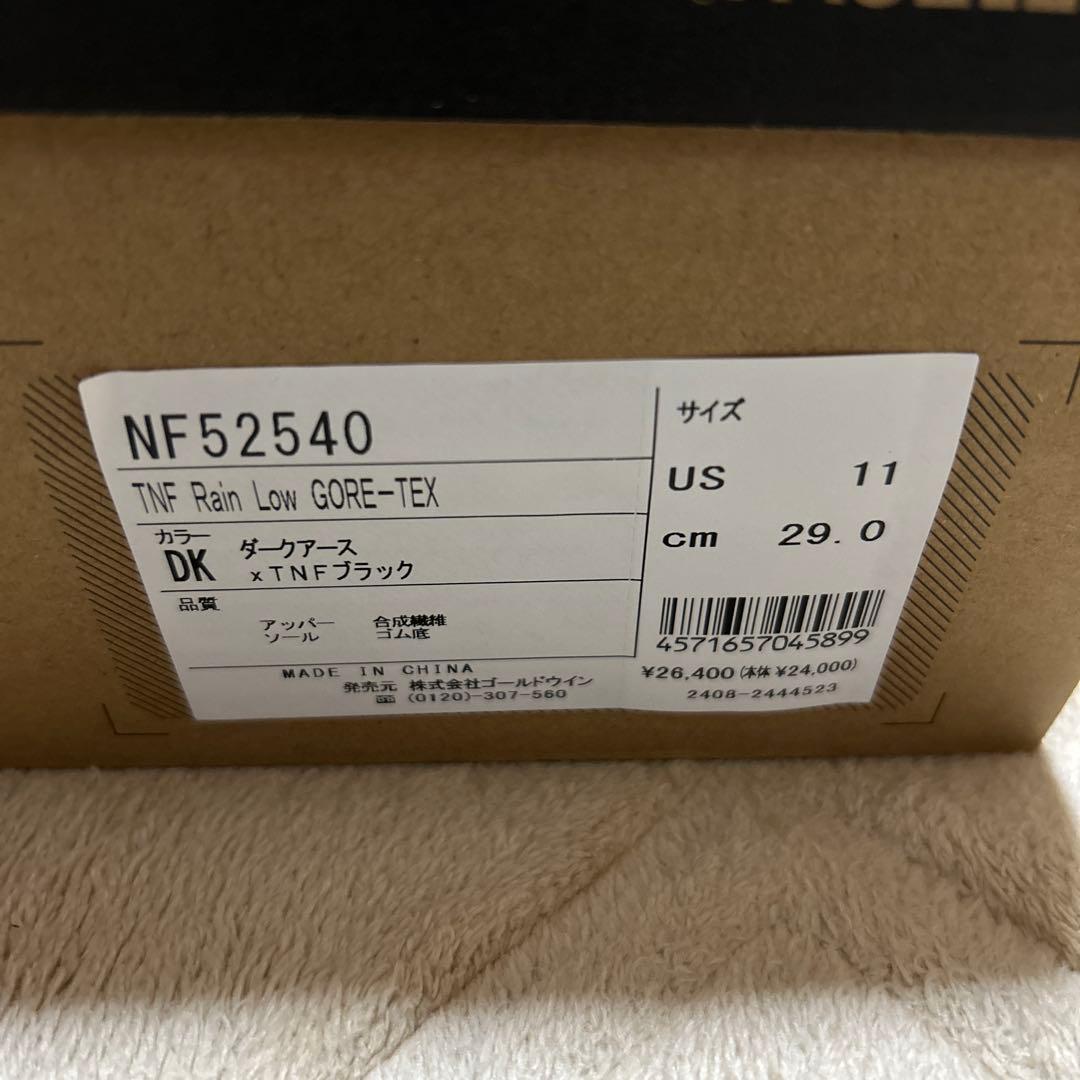 NF52540
TNF Rain Low GORE-TEX
カラー
DK ダークアース
xTNFブラック
品質
アッパー 合成繊維
ソール ゴム底
MADE IN CHINA
発売元 株式会社ゴールドウイン
(0120)-307-560
サイズ
US 11
cm 29.0
4571657045899
¥26,400(本体 ¥24,000)
2408-2444523